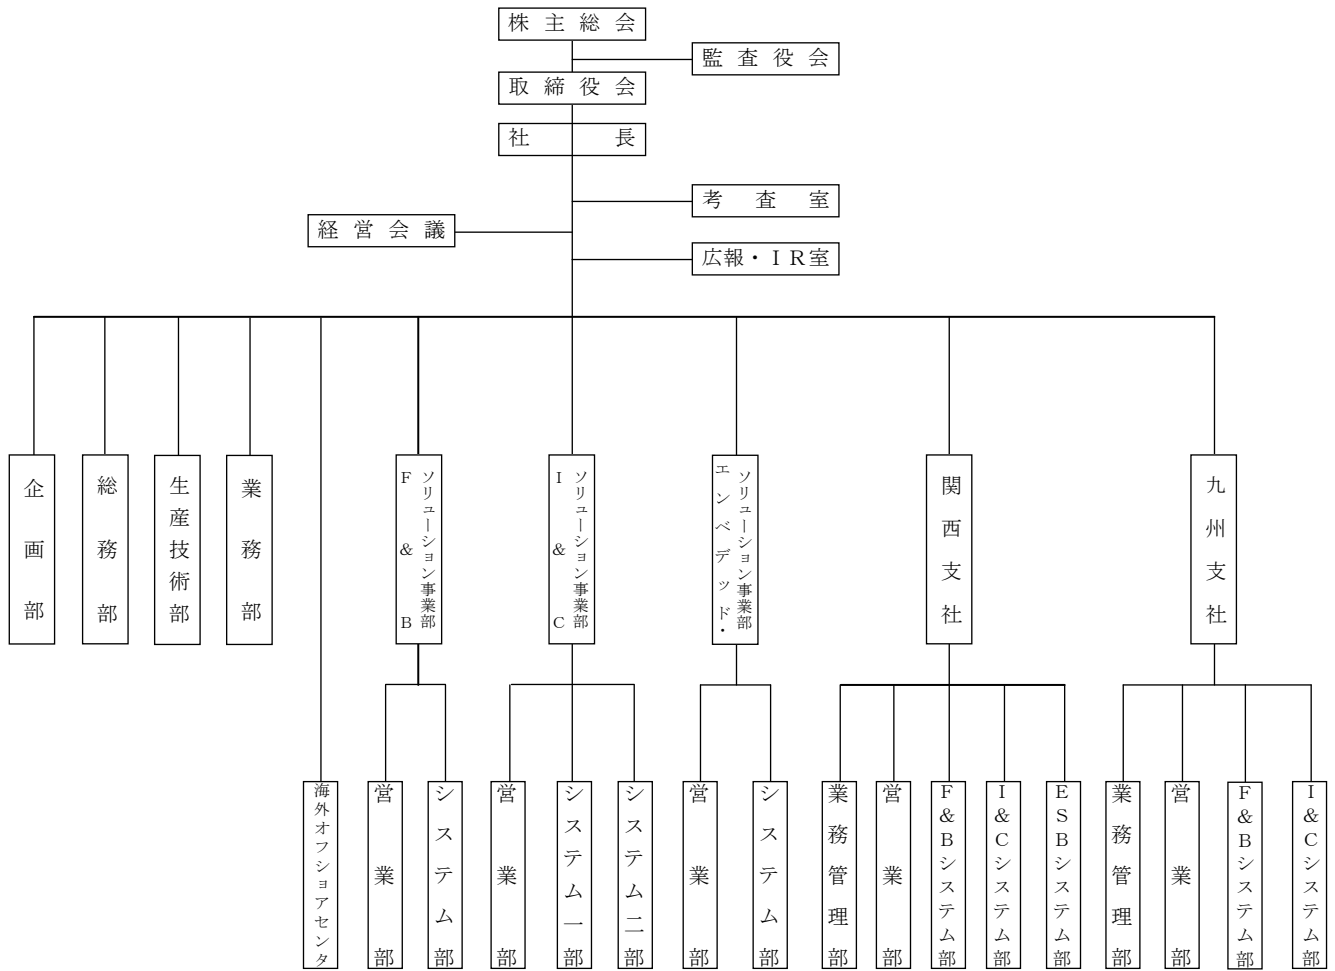 株主総会
監査役会
取締役会
社長
考査室
経営会議
広報・ＩＲ室
企画部
総務部
生産技術部
業務部
Ｆ＆Ｂ
ソリューション事業部
Ｉ＆Ｃ
ソリューション事業部
エンベデッド・
ソリューション事業部
関西支社
九州支社
海外オフショアセンタ
営業部
システム部
営業部
システム一部
システム二部
営業部
システム部
業務管理部
営業部
Ｆ＆Ｂシステム部
Ｉ＆Ｃシステム部
ＥＳＢシステム部
業務管理部
営業部
Ｆ＆Ｂシステム部
Ｉ＆Ｃシステム部